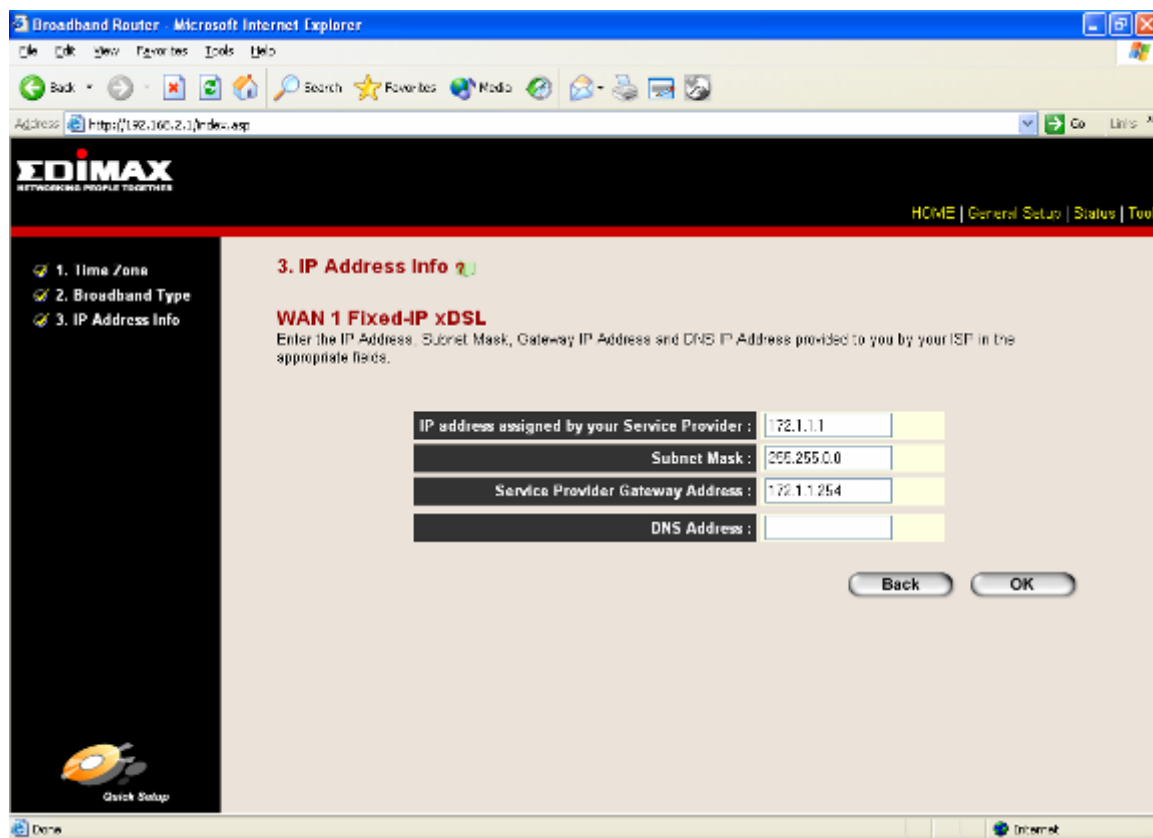 Broadband Router - Microsoft Internet Explorer
File Edit View Favorites Tools Help
Back Search Favorites Media
Address http://192.168.2.1/index.asp Go Links
EDIMAX
NETWORKING PEOPLE TOGETHER
HOME | General Setup | Status | Tool
1. Time Zone
2. Broadband Type
3. IP Address Info
3. IP Address Info
WAN 1 Fixed-IP xDSL
Enter the IP Address, Subnet Mask, Gateway IP Address and DNS IP Address provided to you by your ISP in the
appropriate fields.
IP address assigned by your Service Provider : 172.1.1.1
Subnet Mask : 255.255.0.0
Service Provider Gateway Address : 172.1.1.254
DNS Address :
Back OK
Quick Setup
Done Internet